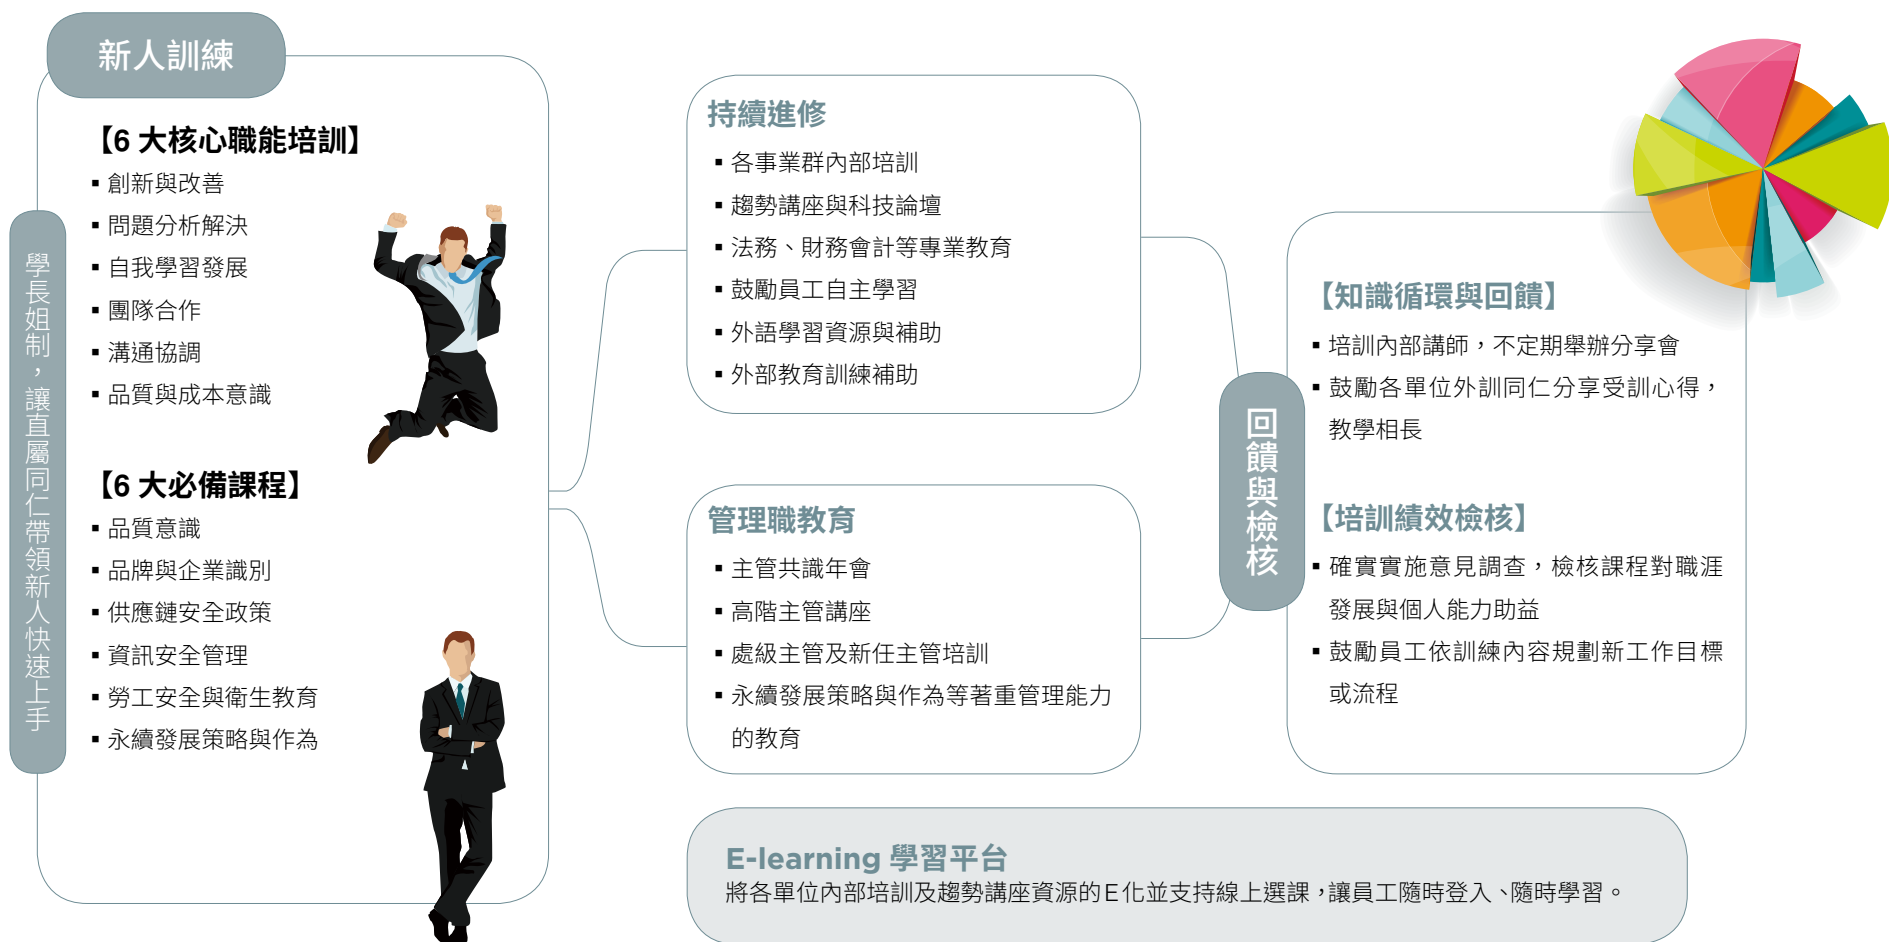 新人訓練
學長姐制，讓直屬同仁帶領新人快速上手
【6 大核心職能培訓】
▪ 創新與改善
▪ 問題分析解決
▪ 自我學習發展
▪ 團隊合作
▪ 溝通協調
▪ 品質與成本意識
【6 大必備課程】
▪ 品質意識
▪ 品牌與企業識別
▪ 供應鏈安全政策
▪ 資訊安全管理
▪ 勞工安全與衛生教育
▪ 永續發展策略與作為
持續進修
▪ 各事業群內部培訓
▪ 趨勢講座與科技論壇
▪ 法務、財務會計等專業教育
▪ 鼓勵員工自主學習
▪ 外語學習資源與補助
▪ 外部教育訓練補助
管理職教育
▪ 主管共識年會
▪ 高階主管講座
▪ 處級主管及新任主管培訓
▪ 永續發展策略與作為等著重管理能力
的教育
回饋與檢核
【知識循環與回饋】
▪ 培訓內部講師，不定期舉辦分享會
▪ 鼓勵各單位外訓同仁分享受訓心得，
教學相長
【培訓績效檢核】
▪ 確實實施意見調查，檢核課程對職涯
發展與個人能力助益
▪ 鼓勵員工依訓練內容規劃新工作目標
或流程
E-learning 學習平台
將各單位內部培訓及趨勢講座資源的E化並支持線上選課，讓員工隨時登入、隨時學習。